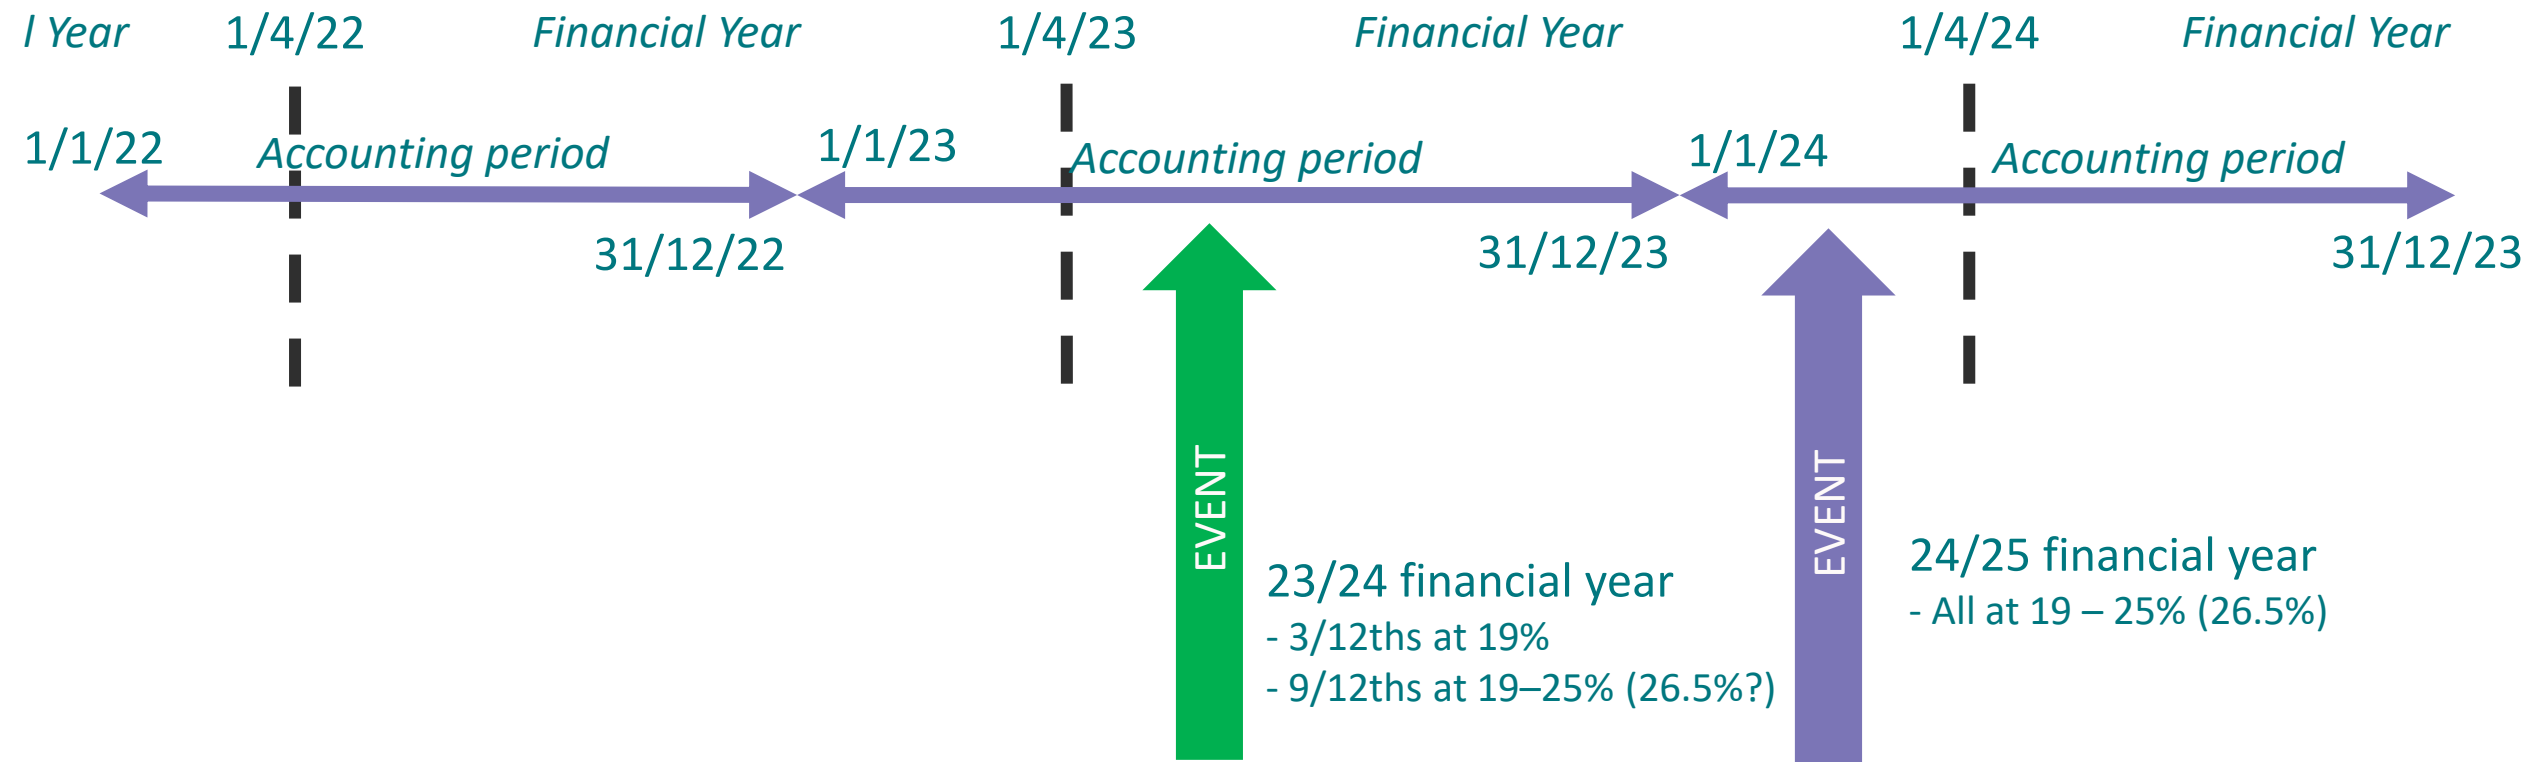 l Year
1/4/22
Financial Year
1/4/23
Financial Year
1/4/24
Financial Year
1/1/22
Accounting period
1/1/23
Accounting period
1/1/24
Accounting period
31/12/22
31/12/23
31/12/23
EVENT
23/24 financial year
- 3/12ths at 19%
- 9/12ths at 19–25% (26.5%?)
EVENT
24/25 financial year
- All at 19 – 25% (26.5%)